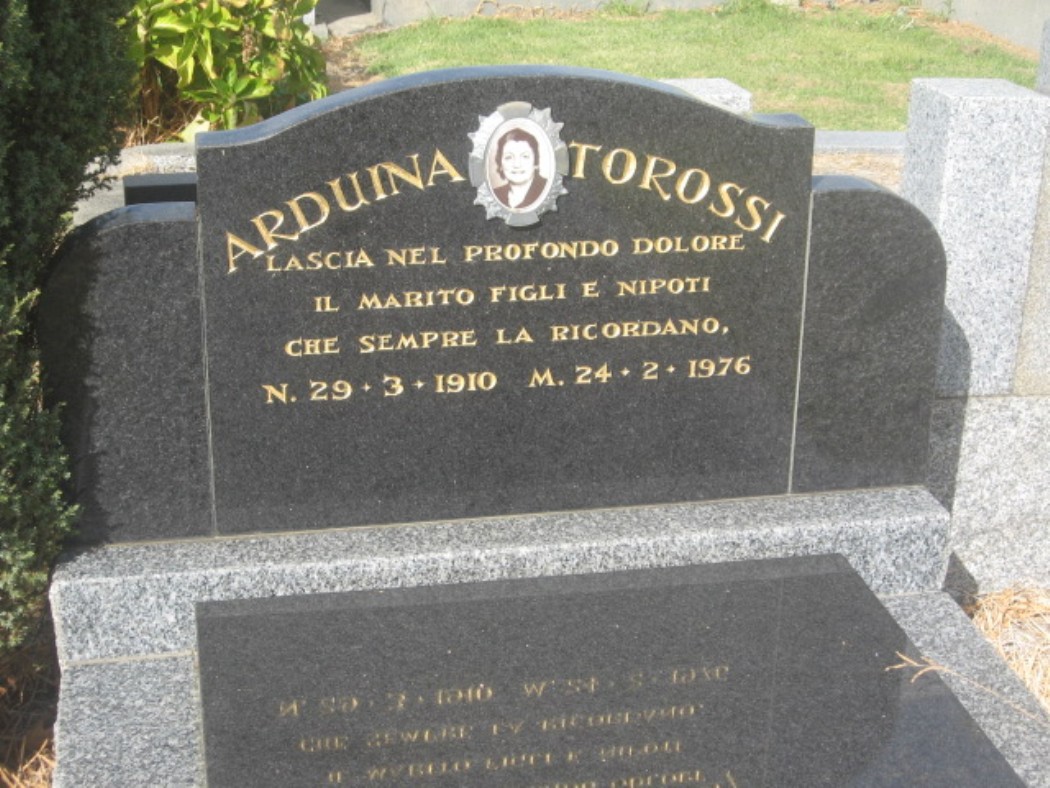 ARDUINA TOROSSI
LASCIA NEL PROFONDO DOLORE
IL MARITO FIGLI E NIPOTI
CHE SEMPRE LA RICORDANO,
N. 29 + 3 + 1910 M. 24 + 2 + 1976